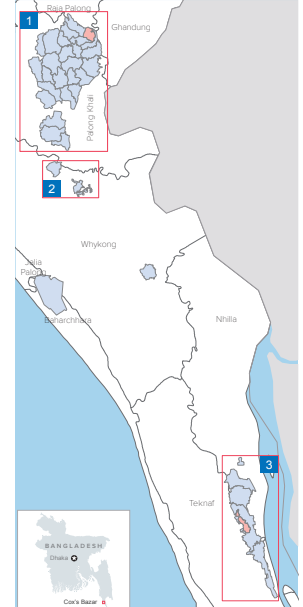 Raja Palong
1
Ghandung
Palong Khali
2
Whykong
Jalia
Palong
Baharchhara
Nhilla
3
Teknaf
BANGLADESH
Dhaka
Cox's Bazar